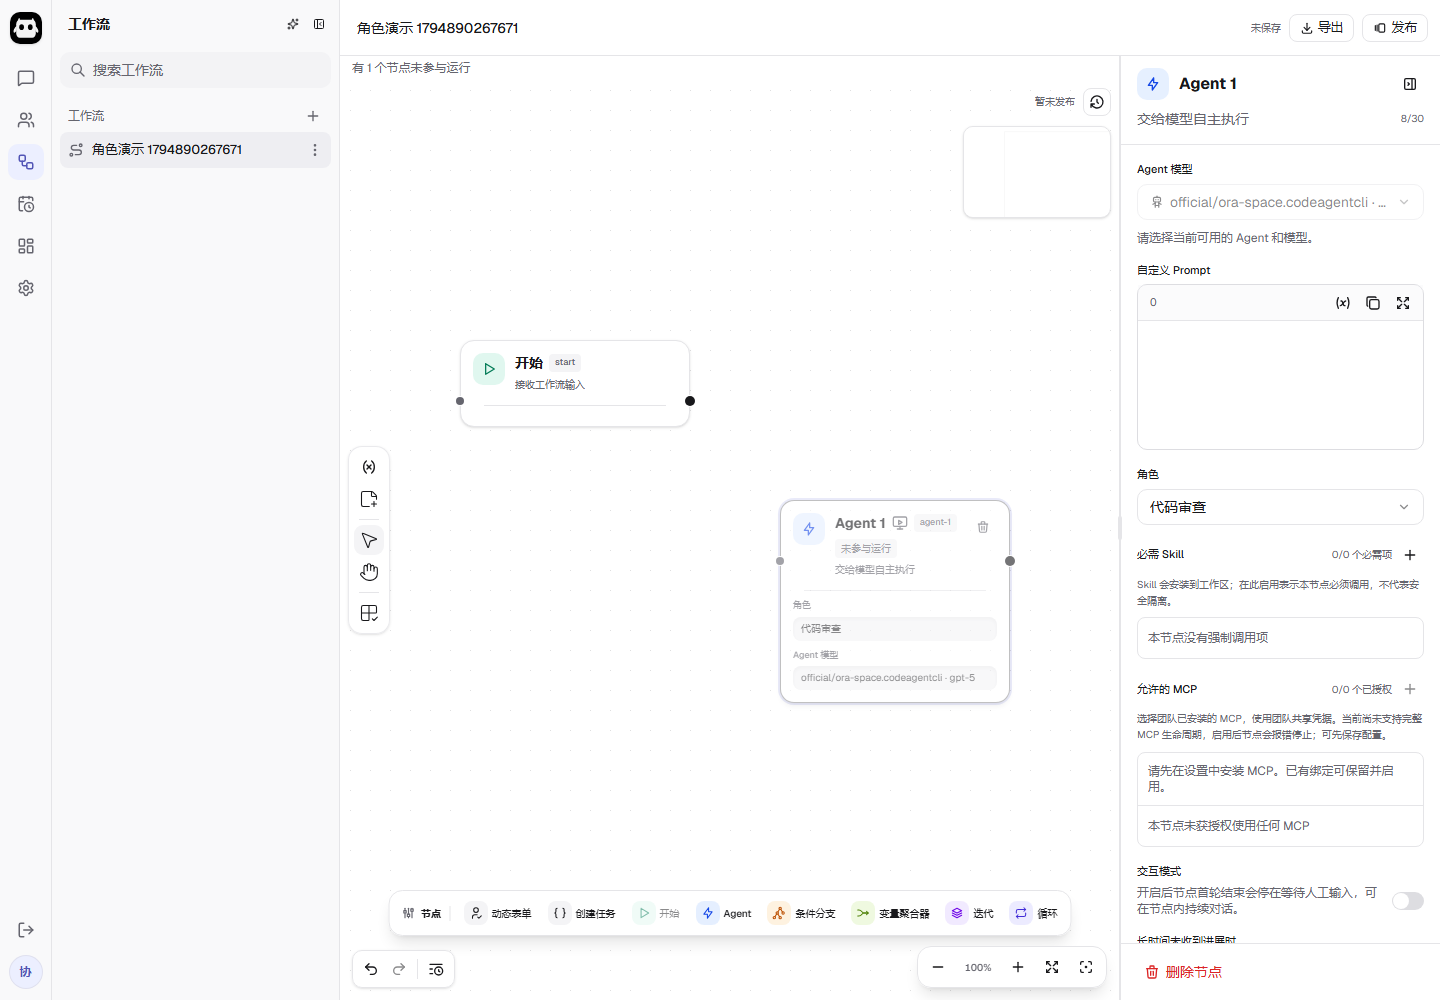 工作流
搜索工作流
工作流
角色演示 1794890267671
协
角色演示 1794890267671
未保存
导出
发布
有 1 个节点未参与运行
暂未发布
开始
start
接收工作流输入
Agent 1
agent-1
未参与运行
交给模型自主执行
角色
代码审查
Agent 模型
official/ora-space.codeagentcli · gpt-5
节点
动态表单
创建任务
开始
Agent
条件分支
变量聚合器
迭代
循环
100%
Agent 1
交给模型自主执行
8/30
Agent 模型
official/ora-space.codeagentcli · ...
请选择当前可用的 Agent 和模型。
自定义 Prompt
0
(x)
角色
代码审查
必需 Skill
0/0 个必需项
Skill 会安装到工作区；在此启用表示本节点必须调用，不代表安
全隔离。
本节点没有强制调用项
允许的 MCP
0/0 个已授权
选择团队已安装的 MCP，使用团队共享凭据。当前尚未支持完整
MCP 生命周期，启用后节点会报错停止；可先保存配置。
请先在设置中安装 MCP。已有绑定可保留并启
用。
本节点未获授权使用任何 MCP
交互模式
开启后节点首轮结束会停在等待人工输入，可
在节点内持续对话。
长时间未收到进展时
删除节点